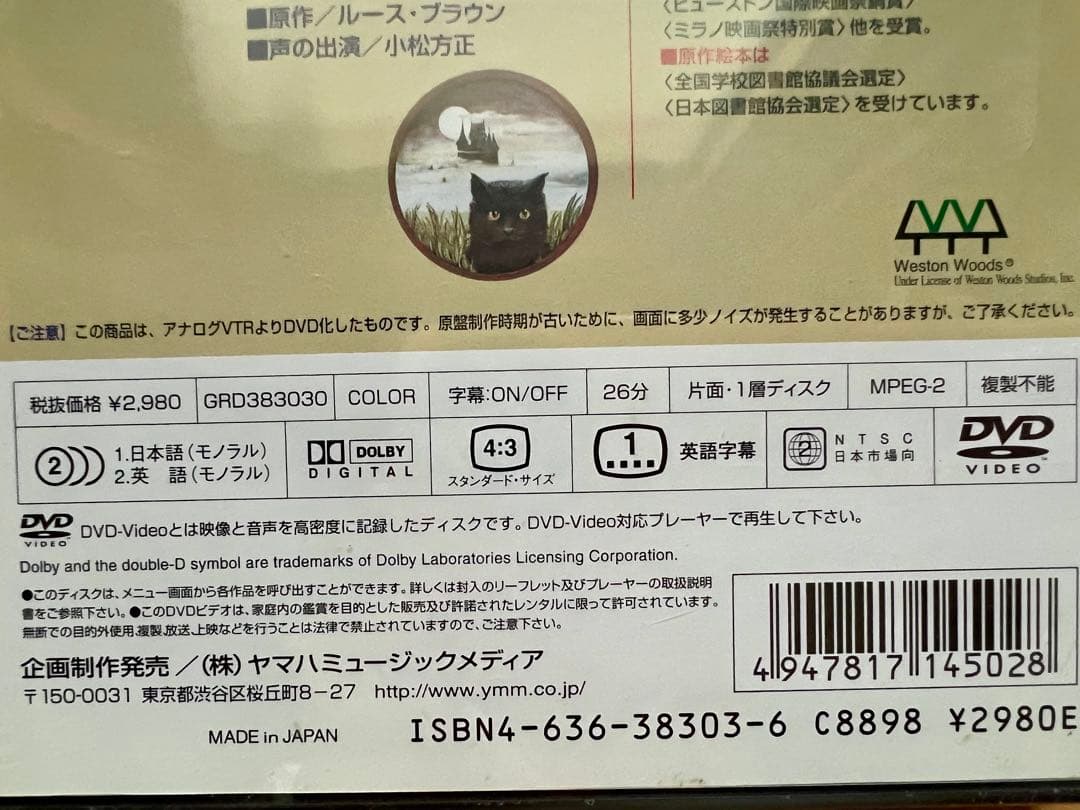 ■原作／ルース・ブラウン
■声の出演／小松方正
〈ヒューストン国際映画祭銅賞〉
〈ミラノ映画祭特別賞〉他を受賞。
■原作絵本は
〈全国学校図書館協議会選定〉
〈日本図書館協会選定〉を受けています。
Weston Woods®
Under License of Weston Woods Studios, Inc.
【ご注意】この商品は、アナログVTRよりDVD化したものです。原盤制作時期が古いために、画面に多少ノイズが発生することがありますが、ご了承ください。
税抜価格 ¥2,980 GRD383030 COLOR 字幕:ON/OFF 26分 片面・1層ディスク MPEG-2 複製不能
2 1.日本語(モノラル)
2.英　語(モノラル)
DOLBY
DIGITAL
4:3
スタンダード・サイズ
1 英語字幕
2 NTSC
日本市場向
DVD
VIDEO™
DVD
VIDEO™ DVD-Videoとは映像と音声を高密度に記録したディスクです。DVD-Video対応プレーヤーで再生して下さい。
Dolby and the double-D symbol are trademarks of Dolby Laboratories Licensing Corporation.
●このディスクは、メニュー画面から各作品を呼び出すことができます。詳しくは封入のリーフレット及びプレーヤーの取扱説明
書をご参照下さい。●このDVDビデオは、家庭内の鑑賞を目的とした販売及び許諾されたレンタルに限って許可されています。
無断での目的外使用,複製,放送,上映などを行うことは法律で禁止されていますので、ご注意下さい。
企画制作発売／(株)ヤマハミュージックメディア
〒150-0031 東京都渋谷区桜丘町8−27 http://www.ymm.co.jp/
4947817145028
MADE in JAPAN
ISBN4-636-38303-6 C8898 ¥2980E